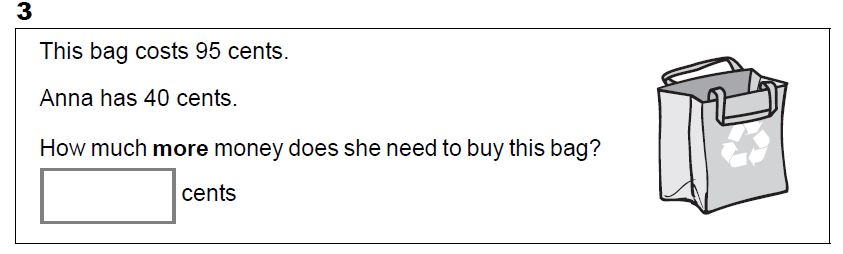 3
This bag costs 95 cents.
Anna has 40 cents.
How much more money does she need to buy this bag?
cents